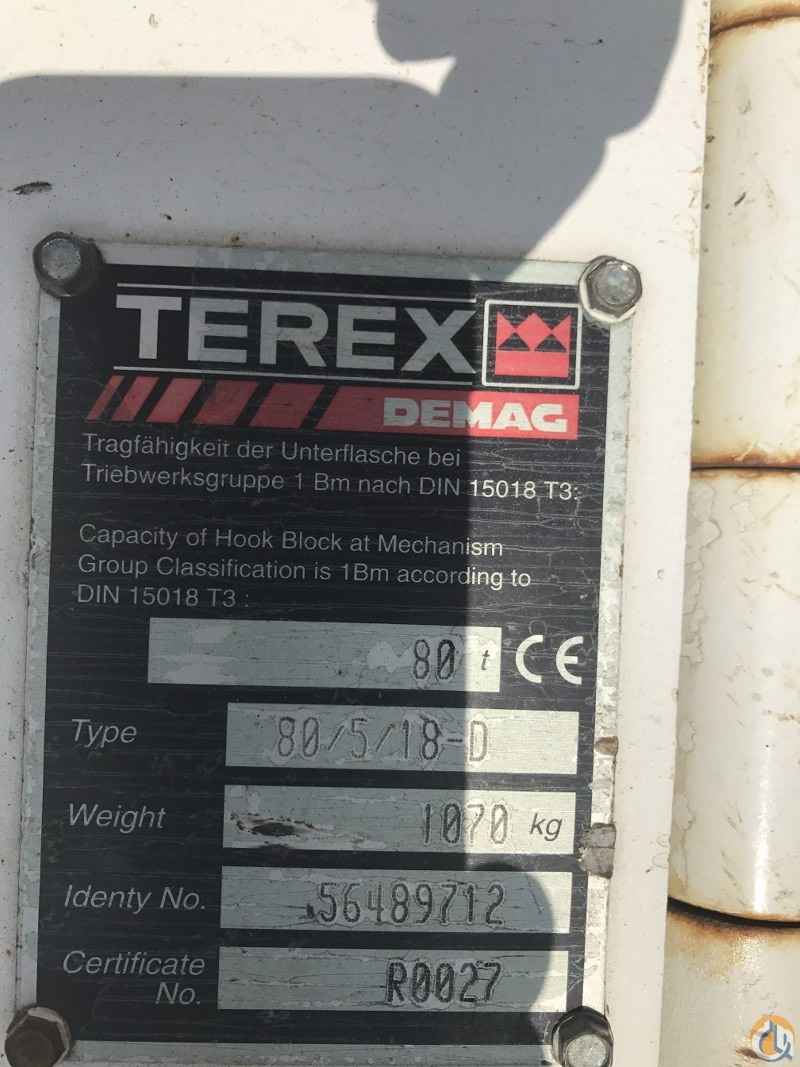 TEREX
DEMAG
Tragfähigkeit der Unterflasche bei
Triebwerksgruppe 1 Bm nach DIN 15018 T3:
Capacity of Hook Block at Mechanism
Group Classification is 1Bm according to
DIN 15018 T3 :
80 t CE
Type 80/5/18-D
Weight 1070 kg
Identy No. 56489712
Certificate
No. R0027